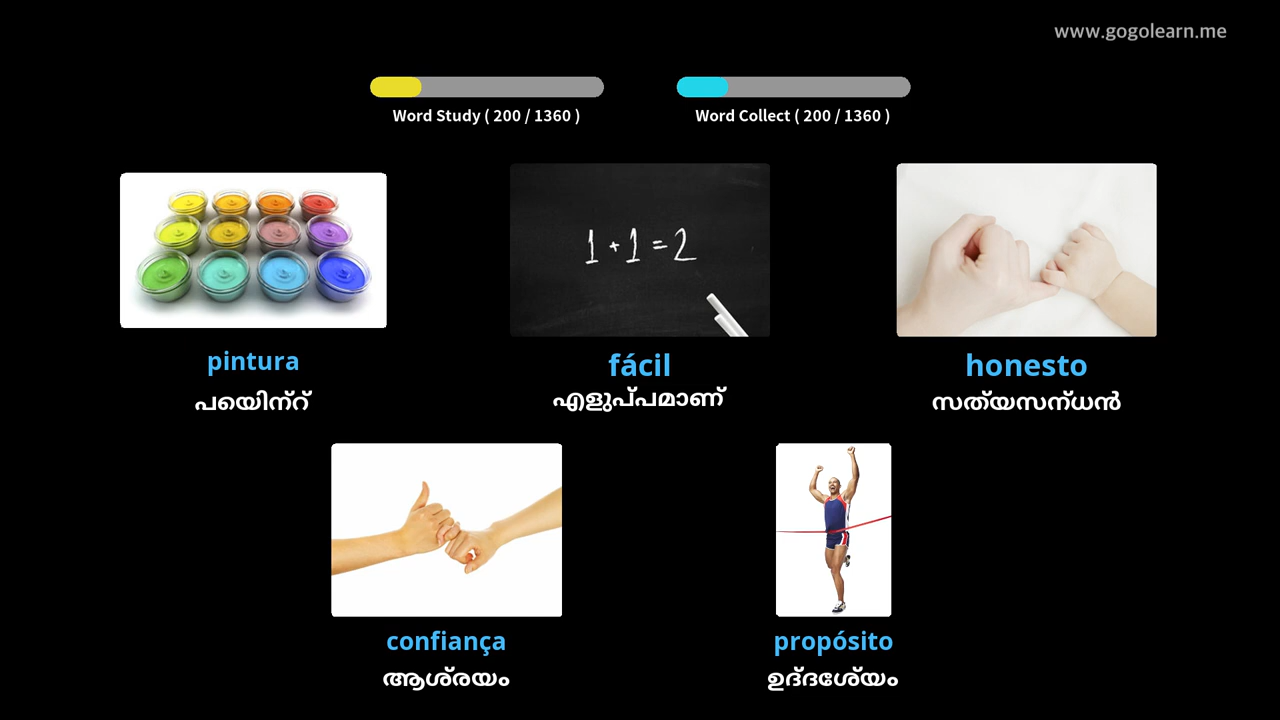 www.gogolearn.me
Word Study ( 200 / 1360 )
Word Collect ( 200 / 1360 )
1 + 1 = 2
pintura
പെയിന്റ്
fácil
എളുപ്പമാണ്
honesto
സത്യസന്ധൻ
confiança
ആശ്രയം
propósito
ഉദ്ദേശ്യം